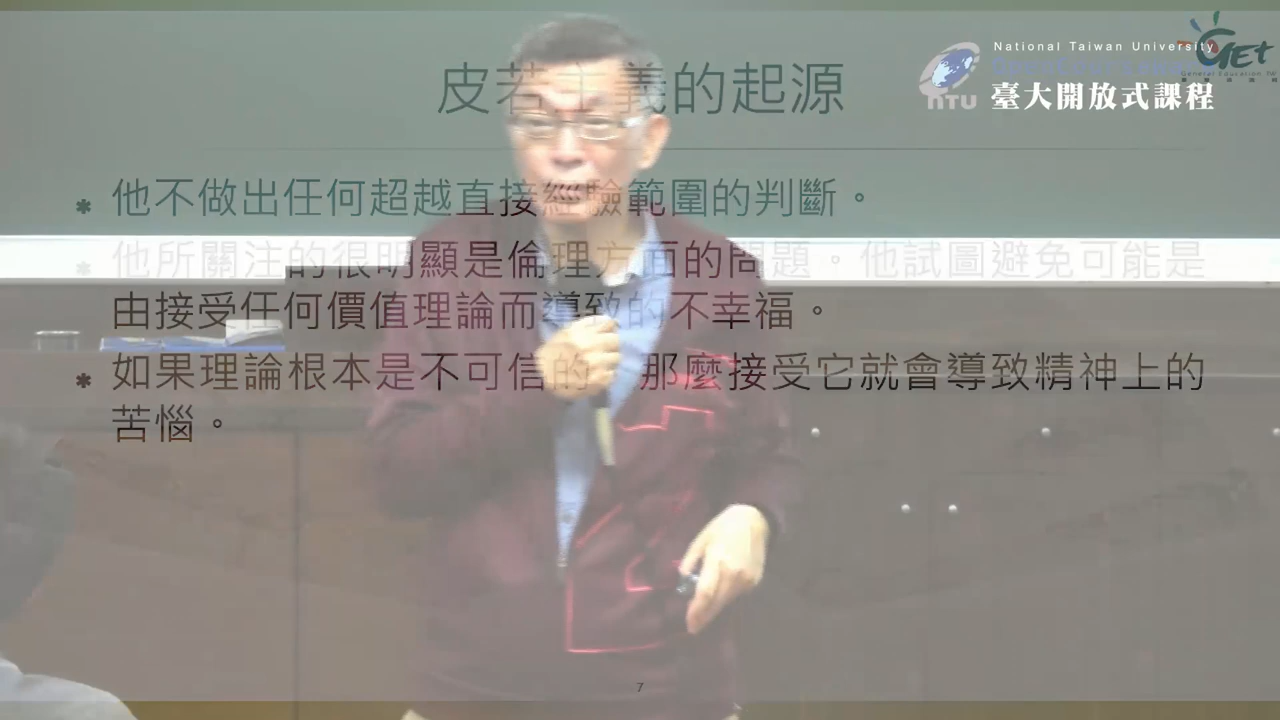 National Taiwan University
臺大開放式課程
NTU
GET
General Education TW
皮若主義的起源
* 他不做出任何超越直接經驗範圍的判斷。
* 他所關注的很明顯是倫理方面的問題。他試圖避免可能是
由接受任何價值理論而導致的不幸福。
* 如果理論根本是不可信的 那麼接受它就會導致精神上的
苦惱。
7